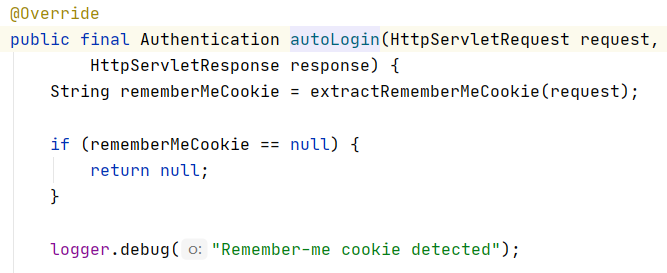 @Override
public final Authentication autoLogin(HttpServletRequest request,
        HttpServletResponse response) {
    String rememberMeCookie = extractRememberMeCookie(request);

    if (rememberMeCookie == null) {
        return null;
    }

    logger.debug( o: "Remember-me cookie detected");